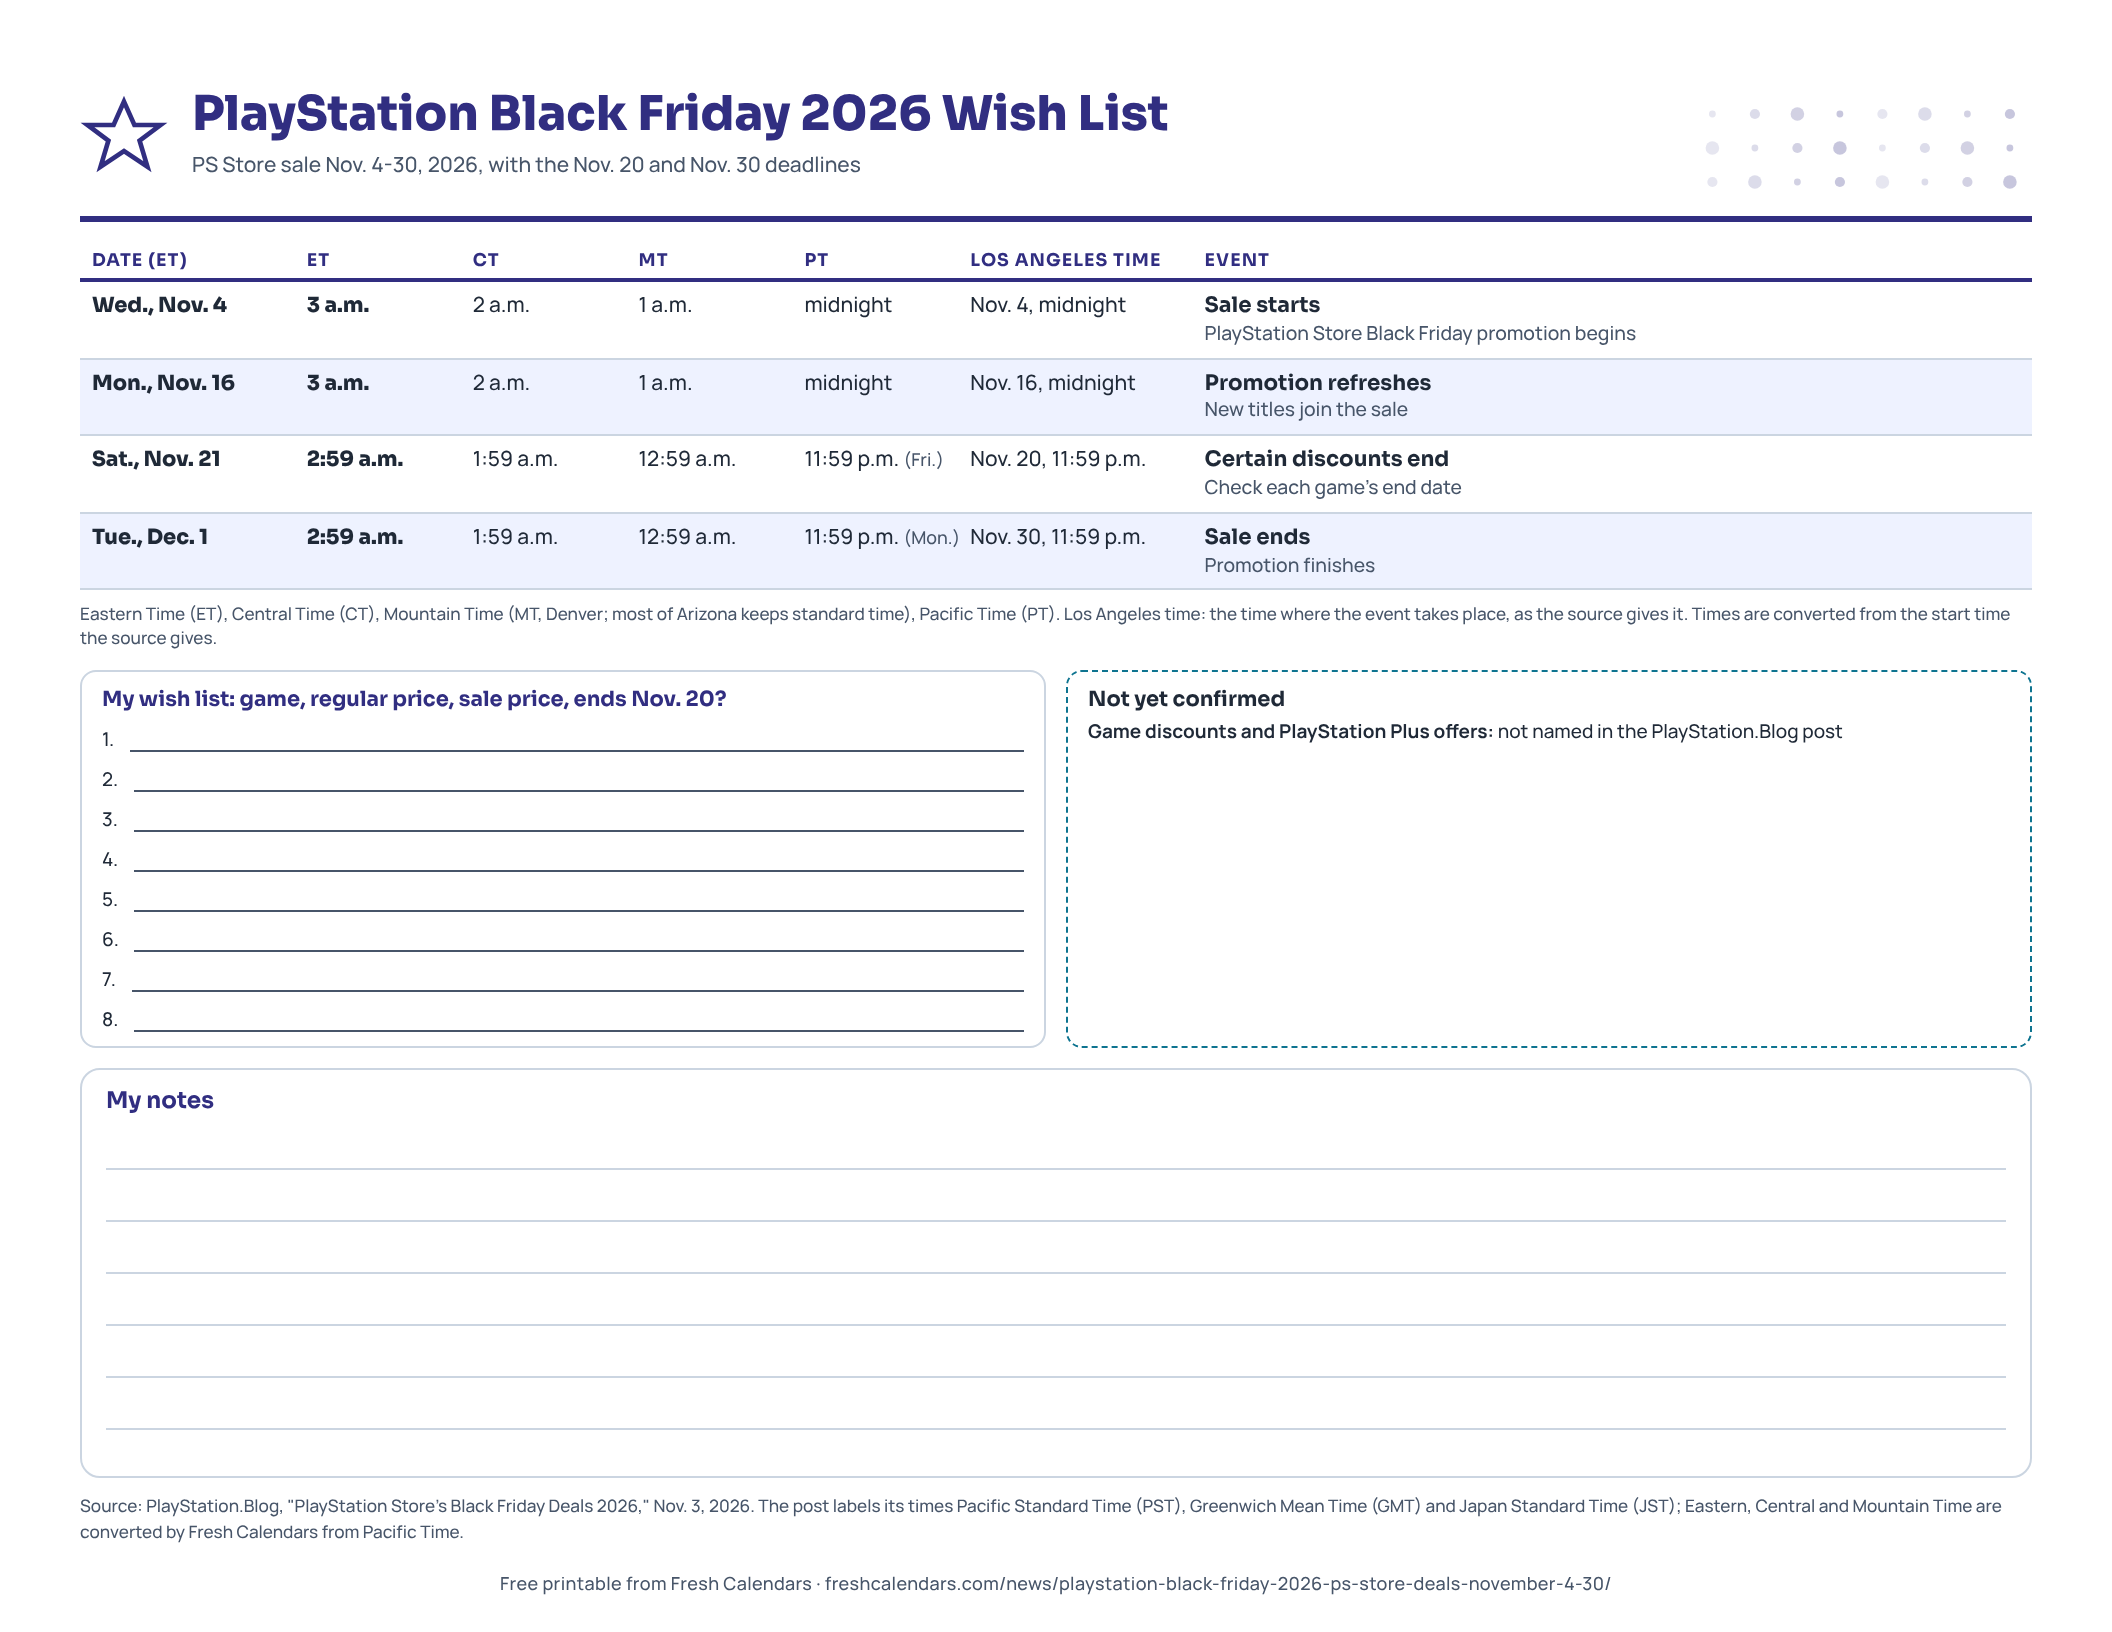 PlayStation Black Friday 2026 Wish List
PS Store sale Nov. 4-30, 2026, with the Nov. 20 and Nov. 30 deadlines
DATE (ET) ET CT MT PT LOS ANGELES TIME EVENT
Wed., Nov. 4 3 a.m. 2 a.m. 1 a.m. midnight Nov. 4, midnight Sale starts
PlayStation Store Black Friday promotion begins
Mon., Nov. 16 3 a.m. 2 a.m. 1 a.m. midnight Nov. 16, midnight Promotion refreshes
New titles join the sale
Sat., Nov. 21 2:59 a.m. 1:59 a.m. 12:59 a.m. 11:59 p.m. (Fri.) Nov. 20, 11:59 p.m. Certain discounts end
Check each game's end date
Tue., Dec. 1 2:59 a.m. 1:59 a.m. 12:59 a.m. 11:59 p.m. (Mon.) Nov. 30, 11:59 p.m. Sale ends
Promotion finishes
Eastern Time (ET), Central Time (CT), Mountain Time (MT, Denver; most of Arizona keeps standard time), Pacific Time (PT). Los Angeles time: the time where the event takes place, as the source gives it. Times are converted from the start time
the source gives.
My wish list: game, regular price, sale price, ends Nov. 20?
1.
2.
3.
4.
5.
6.
7.
8.
Not yet confirmed
Game discounts and PlayStation Plus offers: not named in the PlayStation.Blog post
My notes
Source: PlayStation.Blog, "PlayStation Store's Black Friday Deals 2026," Nov. 3, 2026. The post labels its times Pacific Standard Time (PST), Greenwich Mean Time (GMT) and Japan Standard Time (JST); Eastern, Central and Mountain Time are
converted by Fresh Calendars from Pacific Time.
Free printable from Fresh Calendars · freshcalendars.com/news/playstation-black-friday-2026-ps-store-deals-november-4-30/